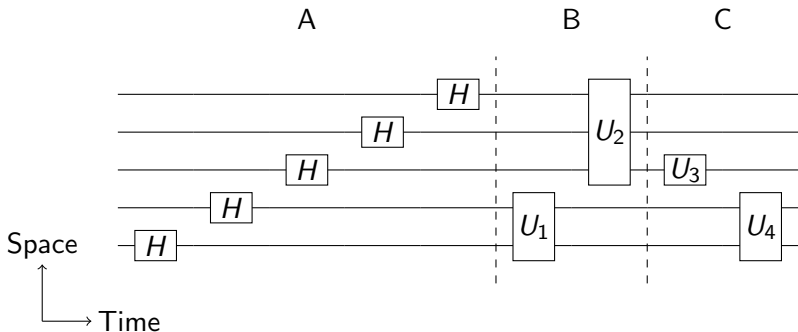 A B C
H
H
U₂
H U₃
H U₁ U₄
H
Space
Time